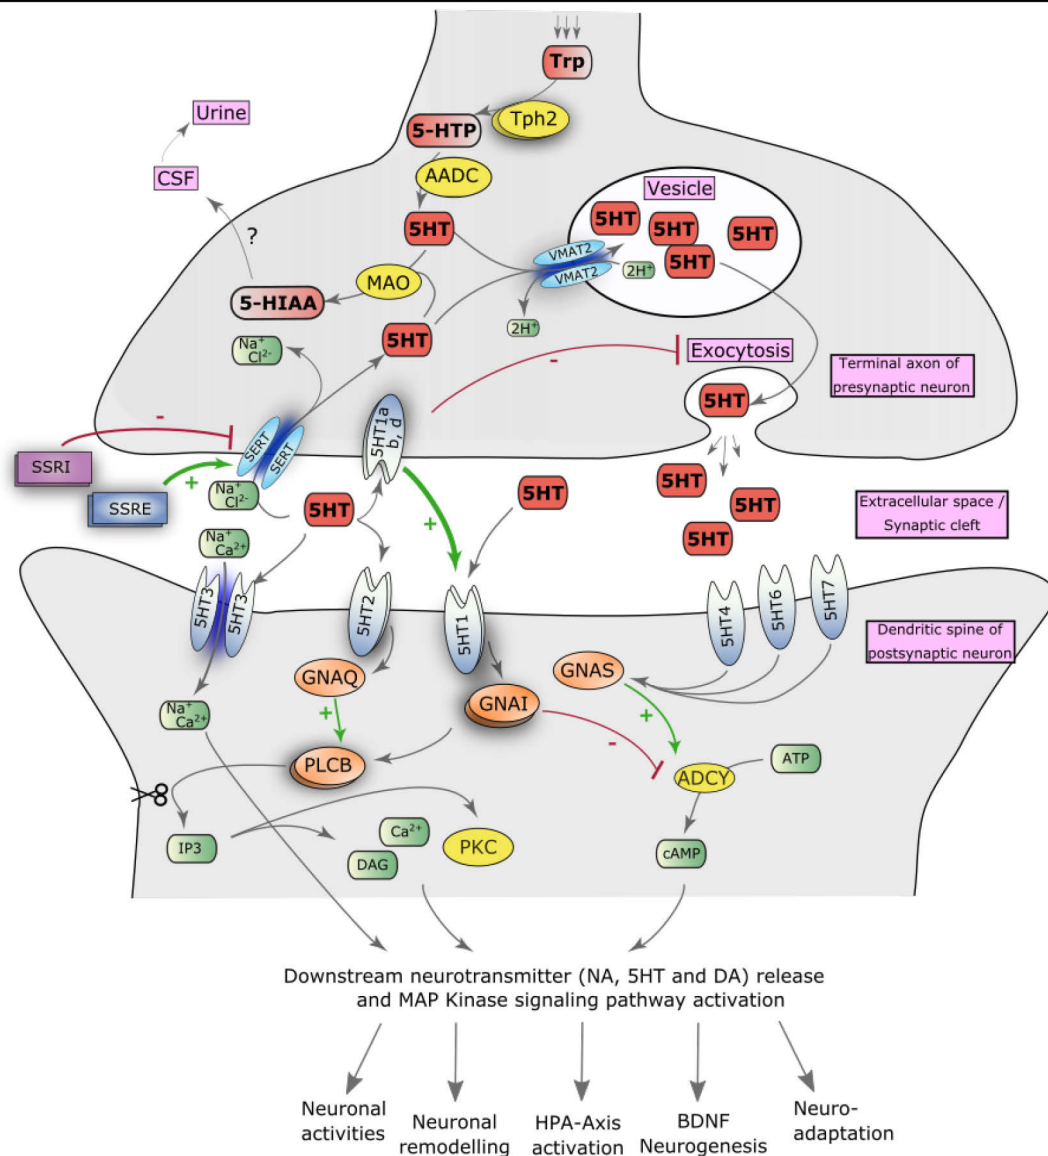 Trp
Tph2
5-HTP
AADC
Urine
CSF
?
5HT
Vesicle
5HT
5HT
5HT
5HT
VMAT2
VMAT2
2H⁺
2H⁺
MAO
5-HIAA
5HT
Na⁺
Cl²⁻
-
Exocytosis
5HT
Terminal axon of
presynaptic neuron
-
SERT
SERT
5HT1a
b, d
SSRI
SSRE
+
Na⁺
Cl²⁻
5HT
+
5HT
5HT
5HT
5HT
Extracellular space /
Synaptic cleft
Na⁺
Ca²⁺
5HT3
5HT3
5HT2
5HT1
5HT4
5HT6
5HT7
Dendritic spine of
postsynaptic neuron
GNAQ
+
GNAI
GNAS
+
-
Na⁺
Ca²⁺
PLCB
ADCY
ATP
IP3
Ca²⁺
DAG
PKC
cAMP
Downstream neurotransmitter (NA, 5HT and DA) release
and MAP Kinase signaling pathway activation
Neuronal
activities
Neuronal
remodelling
HPA-Axis
activation
BDNF
Neurogenesis
Neuro-
adaptation